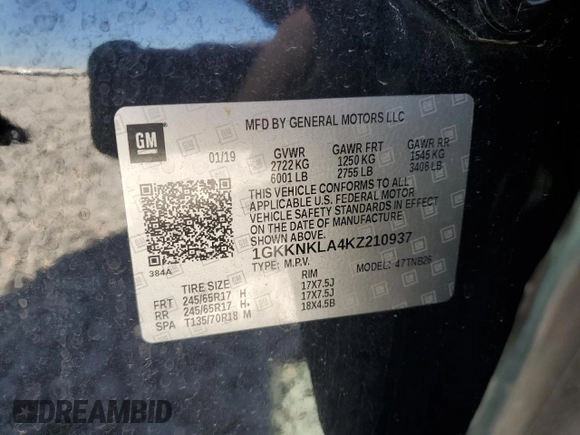 MFD BY GENERAL MOTORS LLC
GM
01/19 GVWR GAWR FRT GAWR RR
2722 KG 1250 KG 1545 KG
6001 LB 2755 LB 3406 LB
THIS VEHICLE CONFORMS TO ALL
APPLICABLE U.S. FEDERAL MOTOR
VEHICLE SAFETY STANDARDS IN EFFECT
ON THE DATE OF MANUFACTURE
SHOWN ABOVE.
1GKKNKLA4KZ210937
TYPE: M.P.V. MODEL: 47TNB26
384A
TIRE SIZE RIM
FRT 245/65R17 H 17X7.5J
RR 245/65R17 H 17X7.5J
SPA T135/70R18 M 18X4.5B
DREAMBID